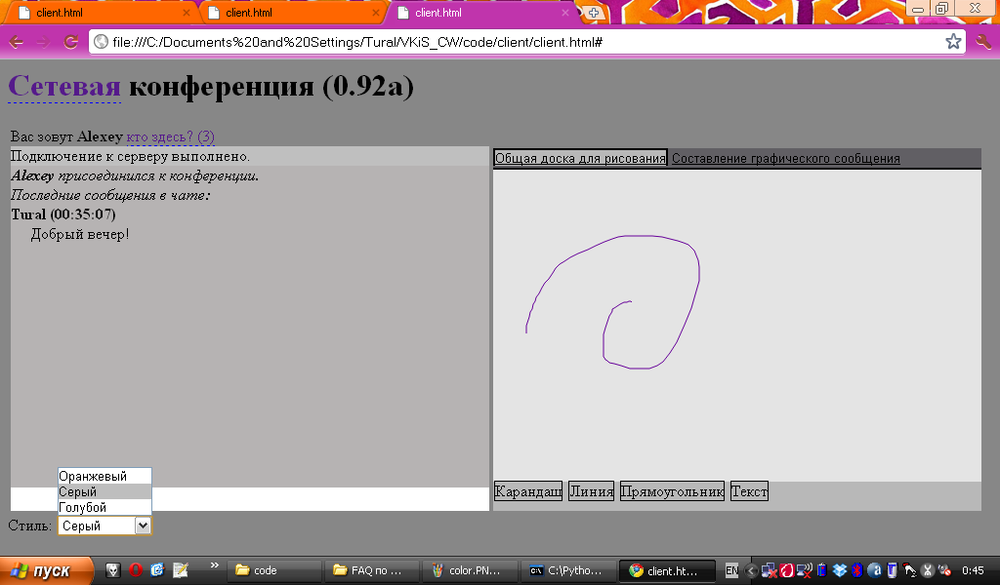 client.html
client.html
client.html
file:///C:/Documents%20and%20Settings/Tural/VKiS_CW/code/client/client.html#
Сетевая конференция (0.92a)
Вас зовут Alexey кто здесь? (3)
Подключение к серверу выполнено.
Alexey присоединился к конференции.
Последние сообщения в чате:
Tural (00:35:07)
Добрый вечер!
Общая доска для рисования Составление графического сообщения
Карандаш Линия Прямоугольник Текст
Оранжевый
Серый
Голубой
Стиль: Серый
пуск
code
FAQ по ...
color.PN...
C:\Pytho...
client.ht...
EN
0:45